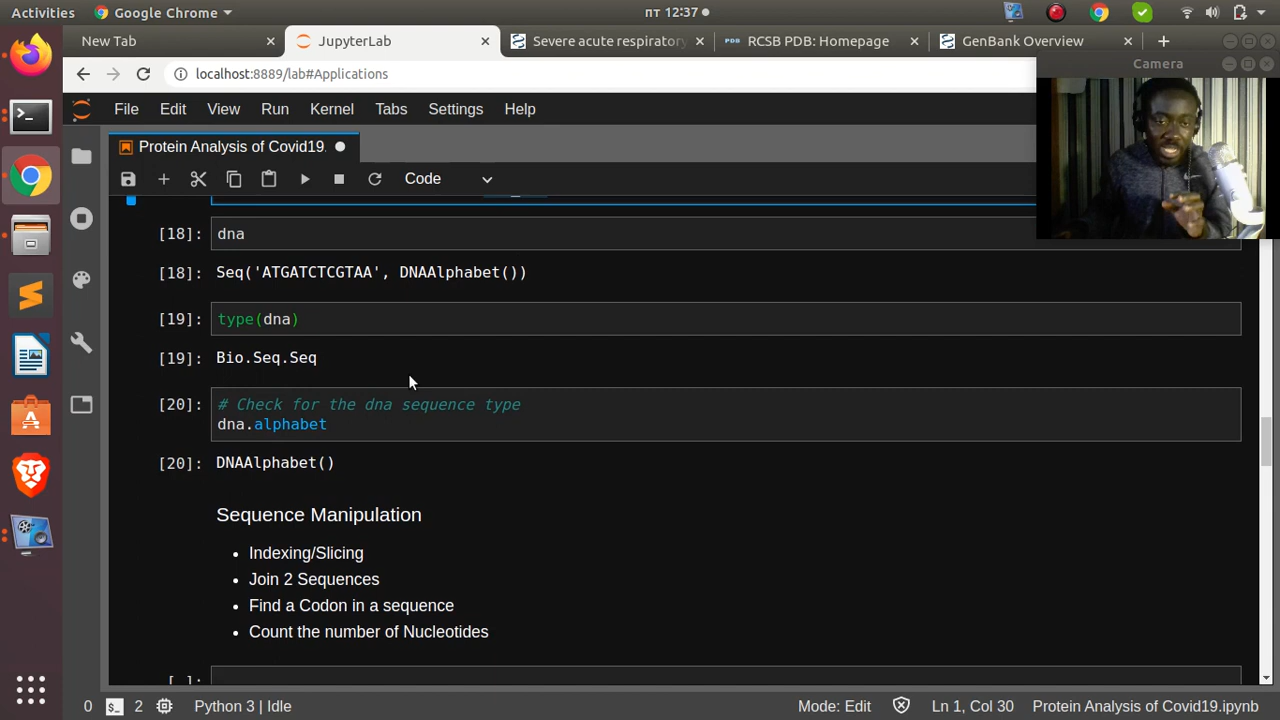 Activities Google Chrome пт 12:37
New Tab JupyterLab Severe acute respiratory RCSB PDB: Homepage GenBank Overview
localhost:8889/lab#Applications
Camera
File Edit View Run Kernel Tabs Settings Help
Protein Analysis of Covid19.
Code
[18]: dna
[18]: Seq('ATGATCTCGTAA', DNAAlphabet())
[19]: type(dna)
[19]: Bio.Seq.Seq
[20]: # Check for the dna sequence type
dna.alphabet
[20]: DNAAlphabet()
Sequence Manipulation
• Indexing/Slicing
• Join 2 Sequences
• Find a Codon in a sequence
• Count the number of Nucleotides
[ ]:
0 2 Python 3 | Idle Mode: Edit Ln 1, Col 30 Protein Analysis of Covid19.ipynb